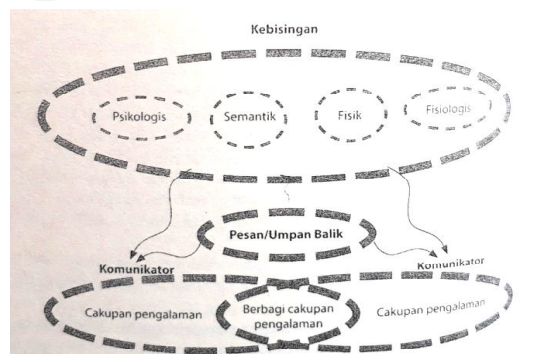 Kebisingan
Psikologis
Semantik
Fisik
Fisiologis
Pesan/Umpan Balik
Komunikator
Komunikator
Cakupan pengalaman
Berbagi cakupan
pengalaman
Cakupan pengalaman